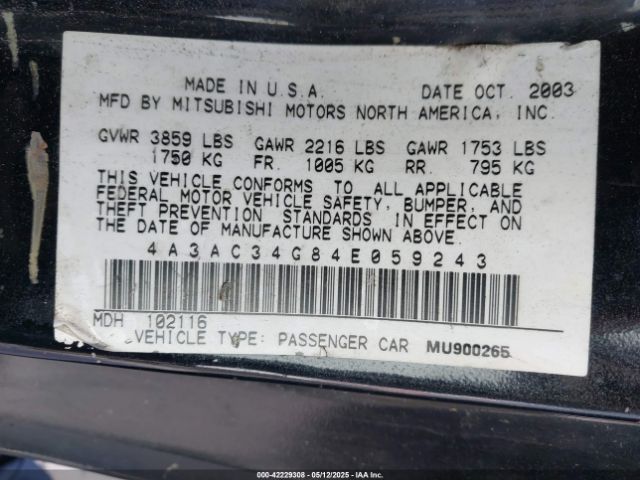 MADE IN U.S.A. DATE OCT. 2003
MFD BY MITSUBISHI MOTORS NORTH AMERICA, INC.
GVWR 3859 LBS GAWR 2216 LBS GAWR 1753 LBS
1750 KG FR. 1005 KG RR. 795 KG
THIS VEHICLE CONFORMS TO ALL APPLICABLE
FEDERAL MOTOR VEHICLE SAFETY, BUMPER, AND
THEFT PREVENTION STANDARDS IN EFFECT ON
THE DATE OF MANUFACTURE SHOWN ABOVE.
4A3AC34G84E059243
MDH 102116
VEHICLE TYPE: PASSENGER CAR MU900265
00-42229308 - 05/12/2025 - IAAI.COM